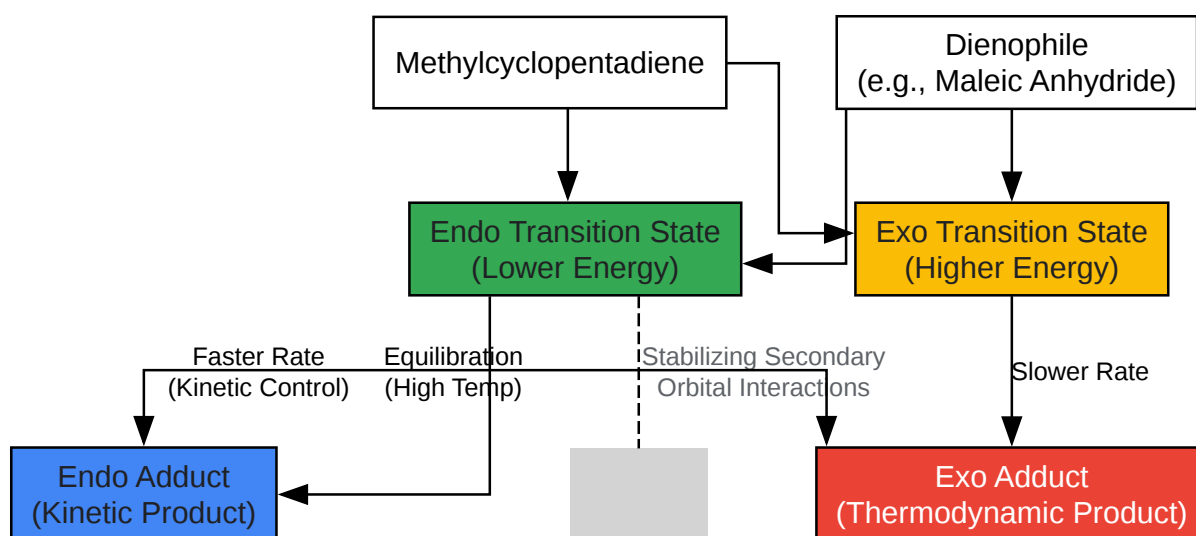 Methylcyclopentadiene
Dienophile
(e.g., Maleic Anhydride)
Endo Transition State
(Lower Energy)
Exo Transition State
(Higher Energy)
Faster Rate
(Kinetic Control)
Equilibration
(High Temp)
Stabilizing Secondary
Orbital Interactions
Slower Rate
Endo Adduct
(Kinetic Product)
Exo Adduct
(Thermodynamic Product)